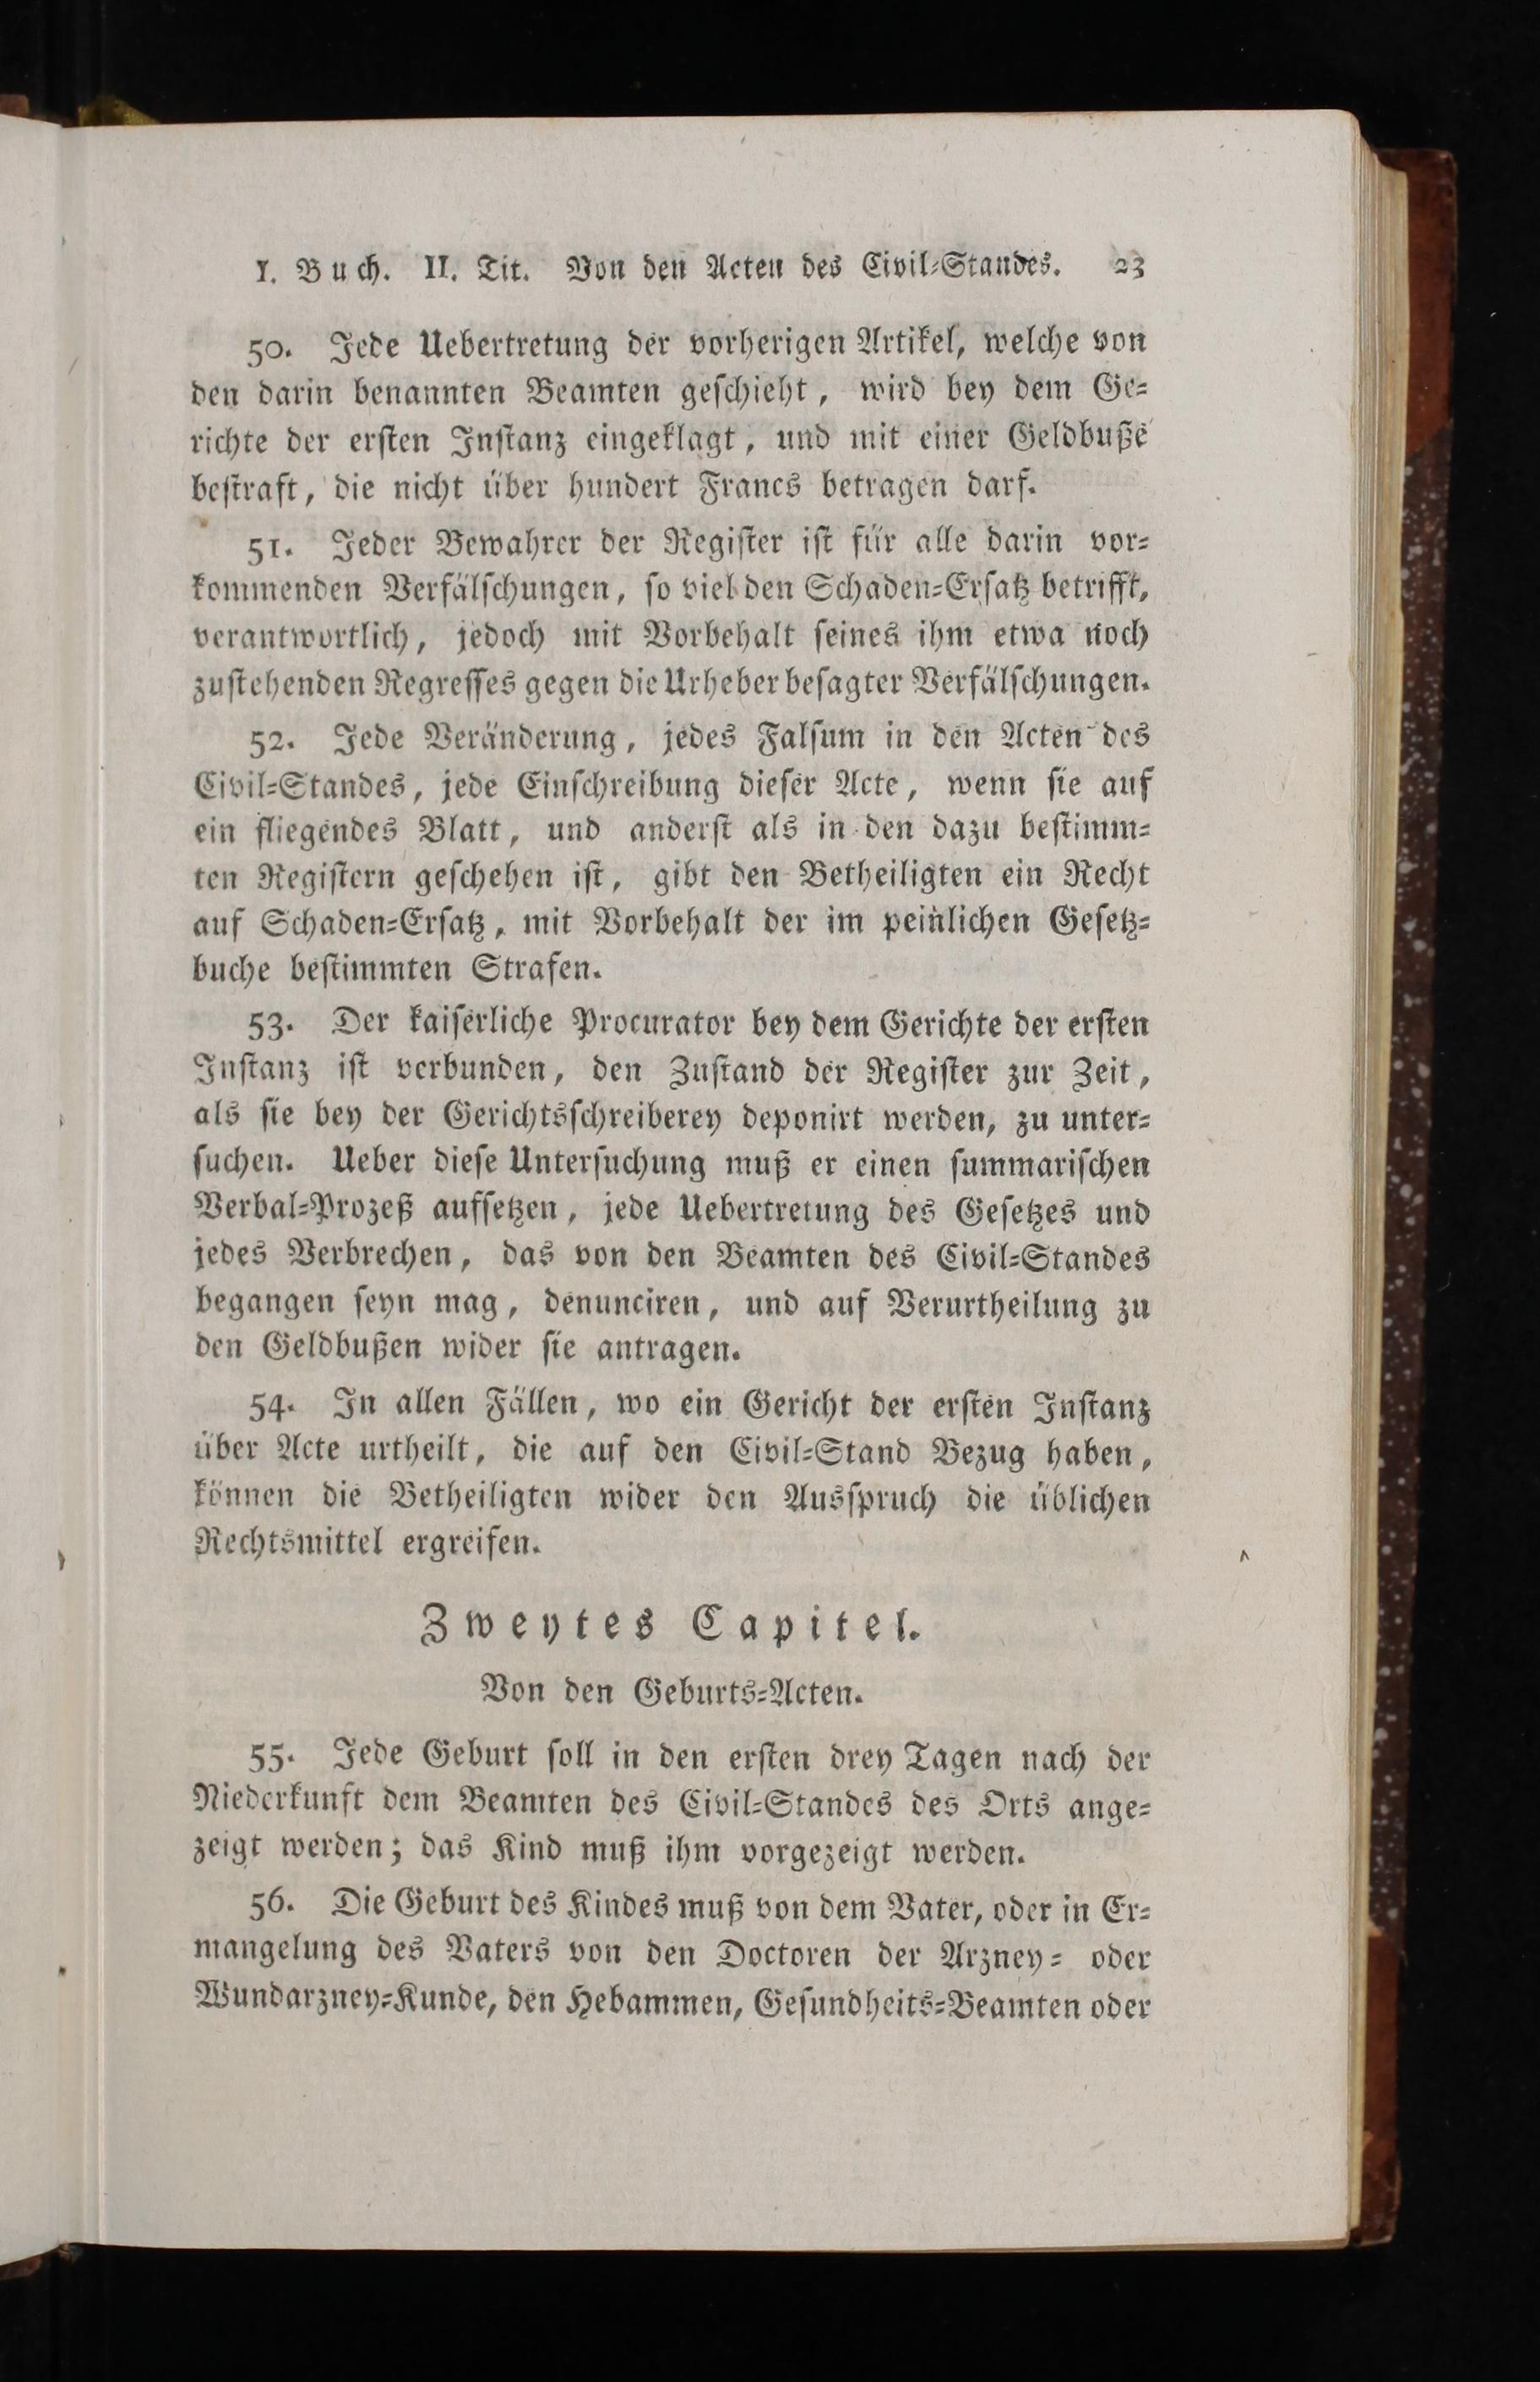 I. Buch. II. Tit. Von den Acten des Civil-Standes. 23
50. Jede Uebertretung der vorherigen Artikel, welche von
den darin benannten Beamten geschieht, wird bey dem Ge-
richte der ersten Instanz eingeklagt, und mit einer Geldbuße
bestraft, die nicht über hundert Francs betragen darf.
51. Jeder Bewahrer der Register ist für alle darin vor-
kommenden Verfälschungen, so viel den Schaden-Ersatz betrifft,
verantwortlich, jedoch mit Vorbehalt seines ihm etwa noch
zustehenden Regresses gegen die Urheber besagter Verfälschungen.
52. Jede Veränderung, jedes Falsum in den Acten des
Civil-Standes, jede Einschreibung dieser Acte, wenn sie auf
ein fliegendes Blatt, und anderst als in den dazu bestimm-
ten Registern geschehen ist, gibt den Betheiligten ein Recht
auf Schaden-Ersatz, mit Vorbehalt der im peinlichen Gesetz-
buche bestimmten Strafen.
53. Der kaiserliche Procurator bey dem Gerichte der ersten
Instanz ist verbunden, den Zustand der Register zur Zeit,
als sie bey der Gerichtsschreiberey deponirt werden, zu unter-
suchen. Ueber diese Untersuchung muß er einen summarischen
Verbal-Prozeß aufsetzen, jede Uebertretung des Gesetzes und
jedes Verbrechen, das von den Beamten des Civil-Standes
begangen seyn mag, denunciren, und auf Verurtheilung zu
den Geldbußen wider sie antragen.
54. In allen Fällen, wo ein Gericht der ersten Instanz
über Acte urtheilt, die auf den Civil-Stand Bezug haben,
können die Betheiligten wider den Ausspruch die üblichen
Rechtsmittel ergreifen.
Zweytes Capitel.
Von den Geburts-Acten.
55. Jede Geburt soll in den ersten drey Tagen nach der
Niederkunft dem Beamten des Civil-Standes des Orts ange-
zeigt werden; das Kind muß ihm vorgezeigt werden.
56. Die Geburt des Kindes muß von dem Vater, oder in Er-
mangelung des Vaters von den Doctoren der Arzney- oder
Wundarzney-Kunde, den Hebammen, Gesundheits-Beamten oder